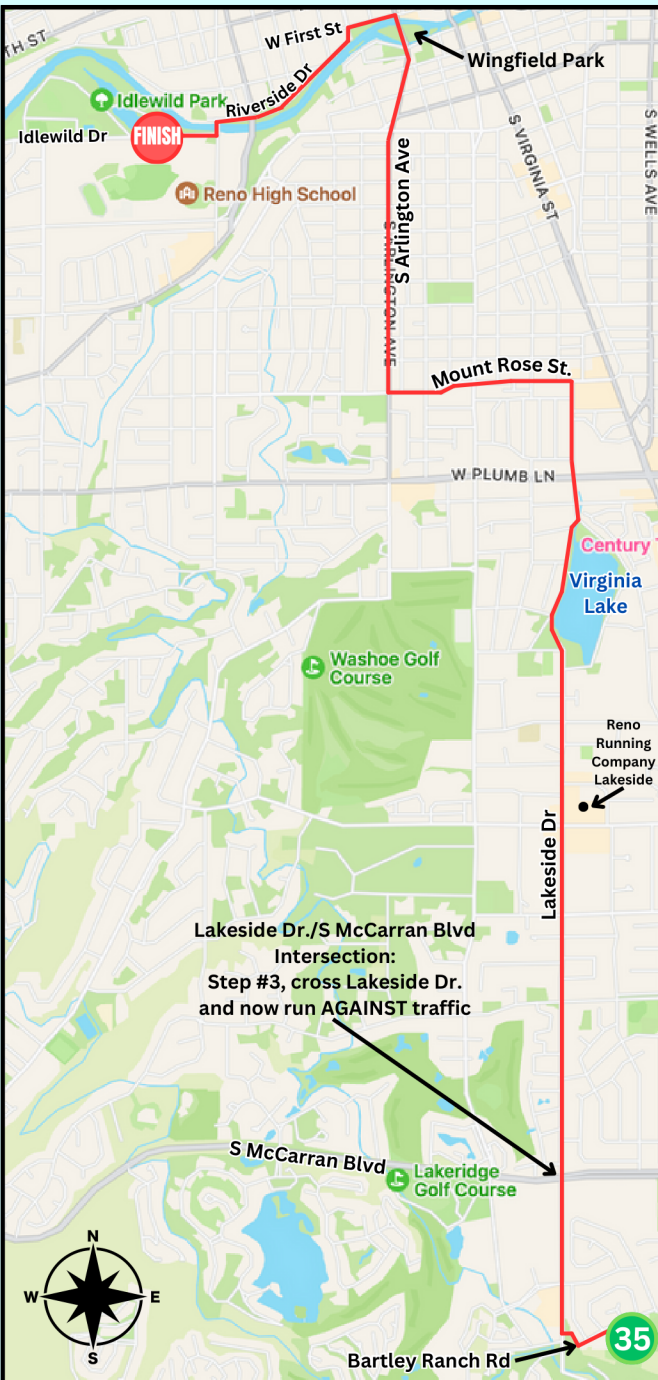 TH ST
W First St
Wingfield Park
Idlewild Park
Riverside Dr
Idlewild Dr
FINISH
S VIRGINIA ST
S WELLS AVE
Reno High School
S Arlington Ave
S ARLINGTON AVE
Mount Rose St.
W PLUMB LN
Century
Virginia
Lake
Washoe Golf
Course
Reno
Running
Company
Lakeside
Lakeside Dr
Lakeside Dr./S McCarran Blvd
Intersection:
Step #3, cross Lakeside Dr.
and now run AGAINST traffic
S McCarran Blvd
Lakeridge
Golf Course
N
W
E
S
35
Bartley Ranch Rd